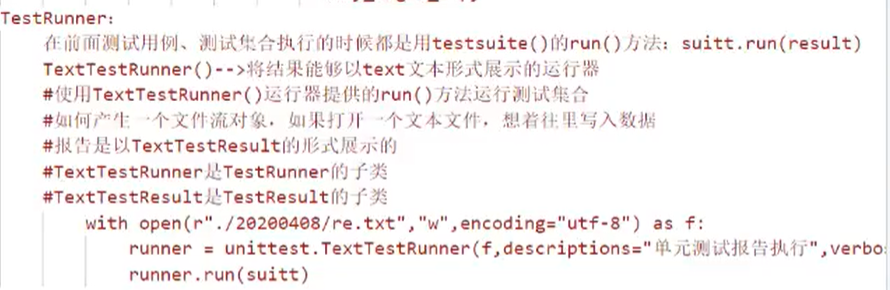 TestRunner:
在前面测试用例、测试集合执行的时候都是用testsuite()的run()方法：suitt.run(result)
TextTestRunner()-->将结果能够以text文本形式展示的运行器
#使用TextTestRunner()运行器提供的run()方法运行测试集合
#如何产生一个文件流对象，如果打开一个文本文件，想着往里写入数据
#报告是以TextTestResult的形式展示的
#TextTestRunner是TestRunner的子类
#TextTestResult是TestResult的子类
with open(r"./20200408/re.txt","w",encoding="utf-8") as f:
runner = unittest.TextTestRunner(f,descriptions="单元测试报告执行",verbo
runner.run(suitt)